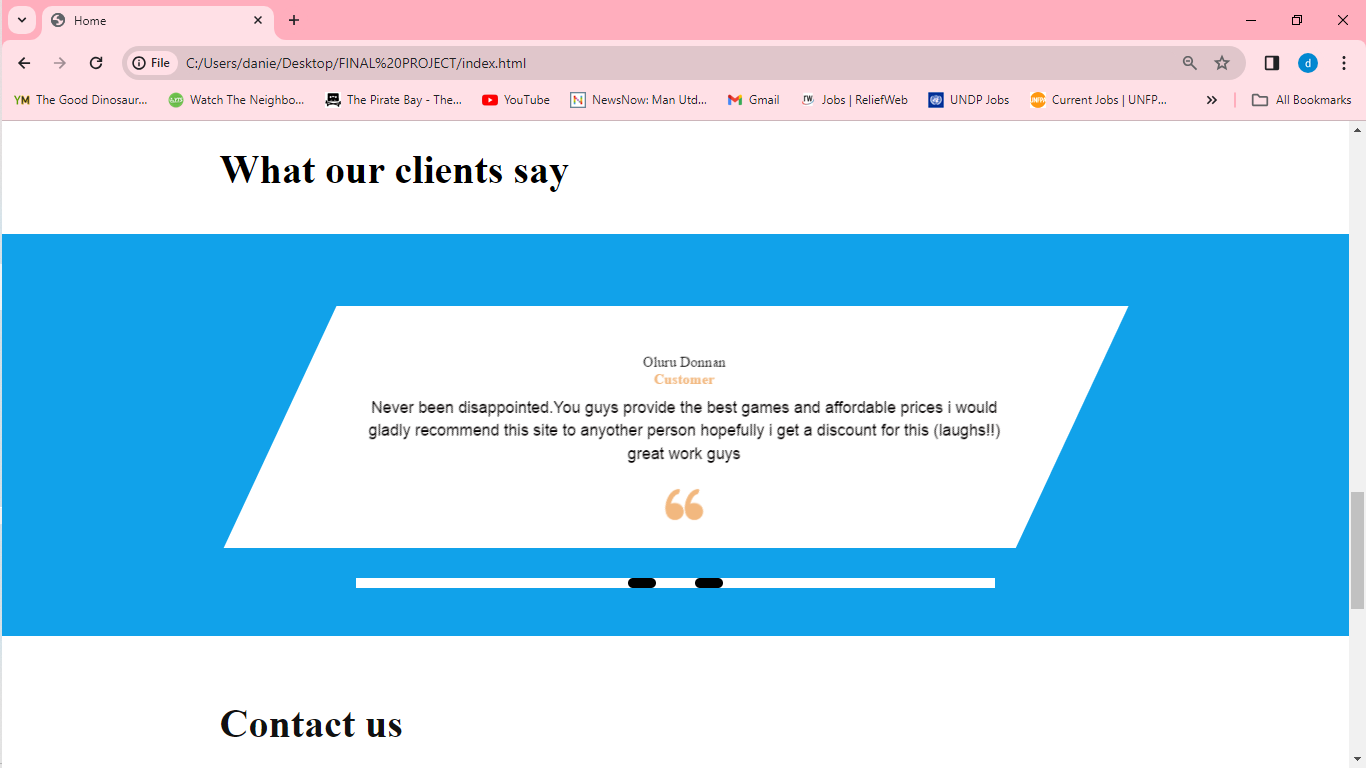 Home
File
C:/Users/danie/Desktop/FINAL%20PROJECT/index.html
d
YM The Good Dinosaur...
Watch The Neighbo...
The Pirate Bay - The...
YouTube
N NewsNow: Man Utd...
Gmail
Jobs | ReliefWeb
UNDP Jobs
Current Jobs | UNFP...
All Bookmarks
What our clients say
Oluru Donnan
Customer
Never been disappointed.You guys provide the best games and affordable prices i would
gladly recommend this site to anyother person hopefully i get a discount for this (laughs!!)
great work guys
Contact us